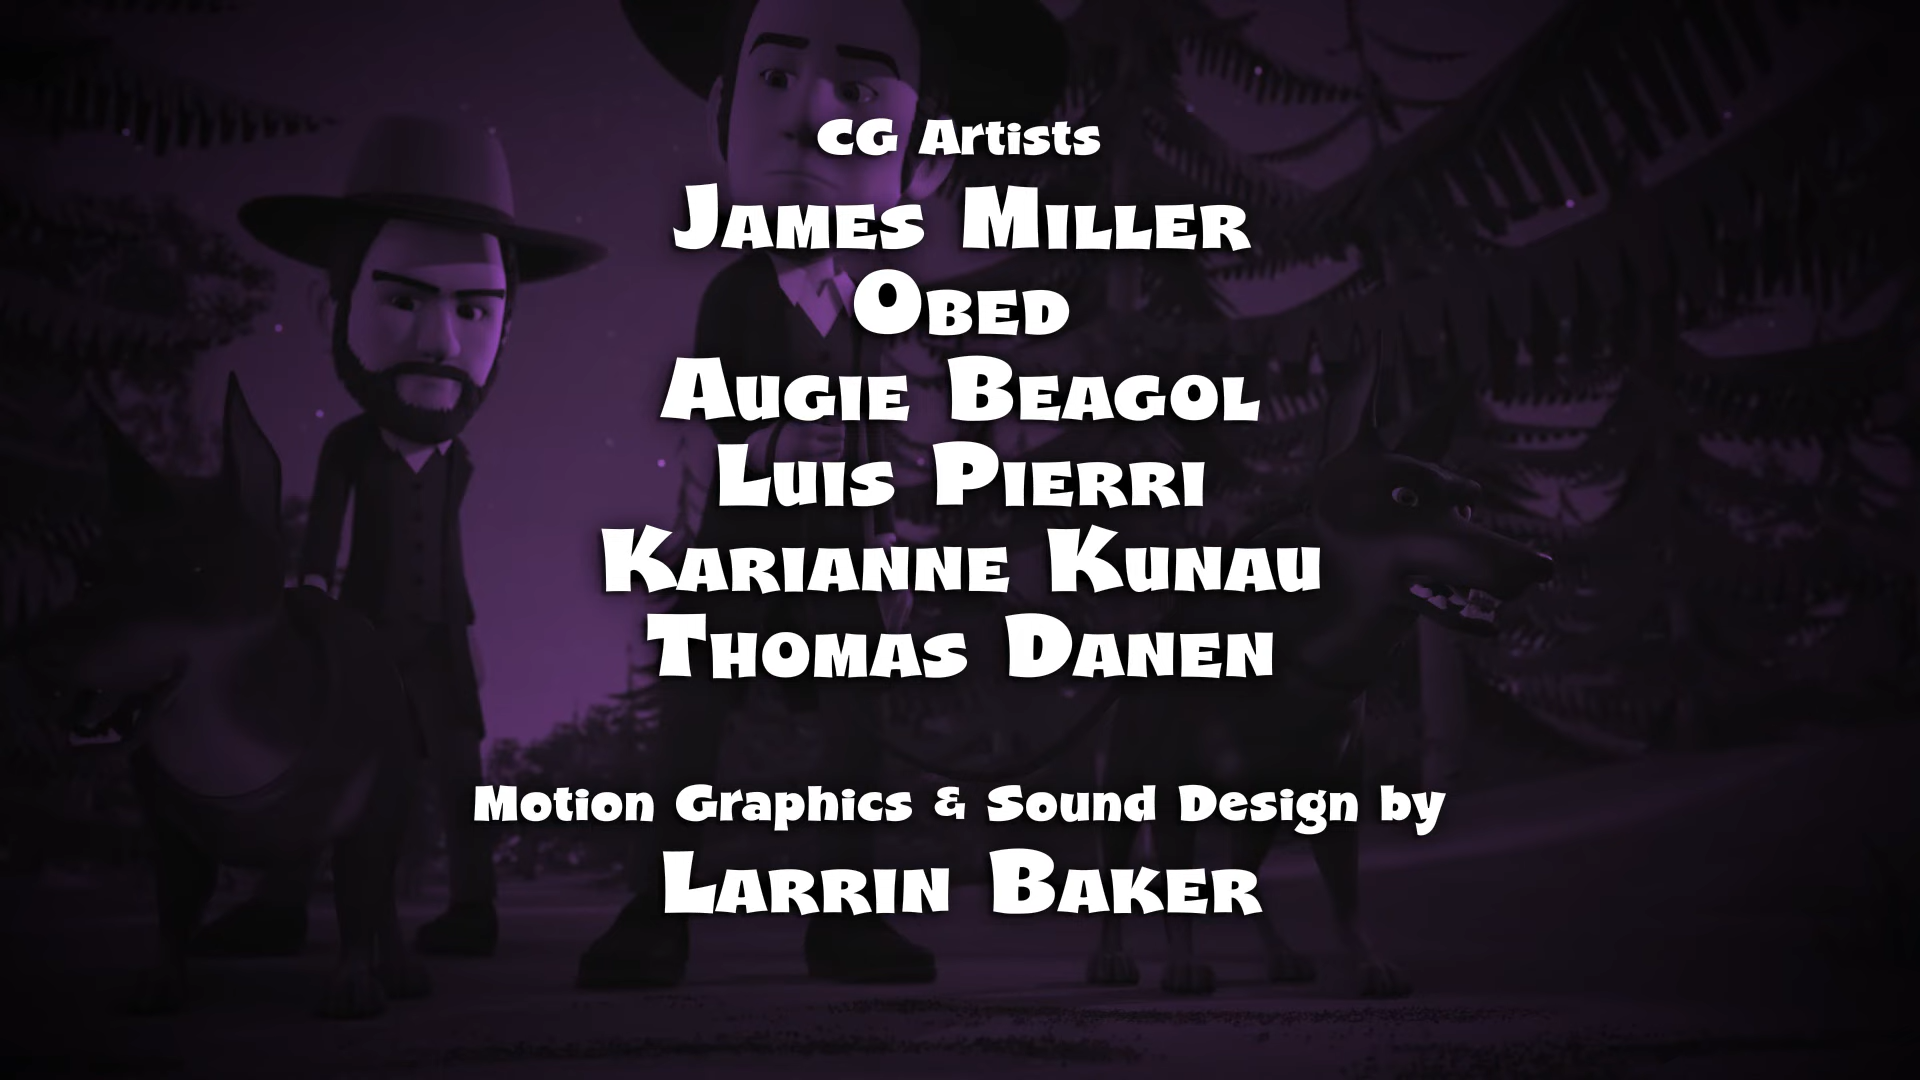 CG Artists
James Miller
Obed
Augie Beagol
Luis Pierri
Karianne Kunau
Thomas Danen
Motion Graphics & Sound Design by
Larrin Baker